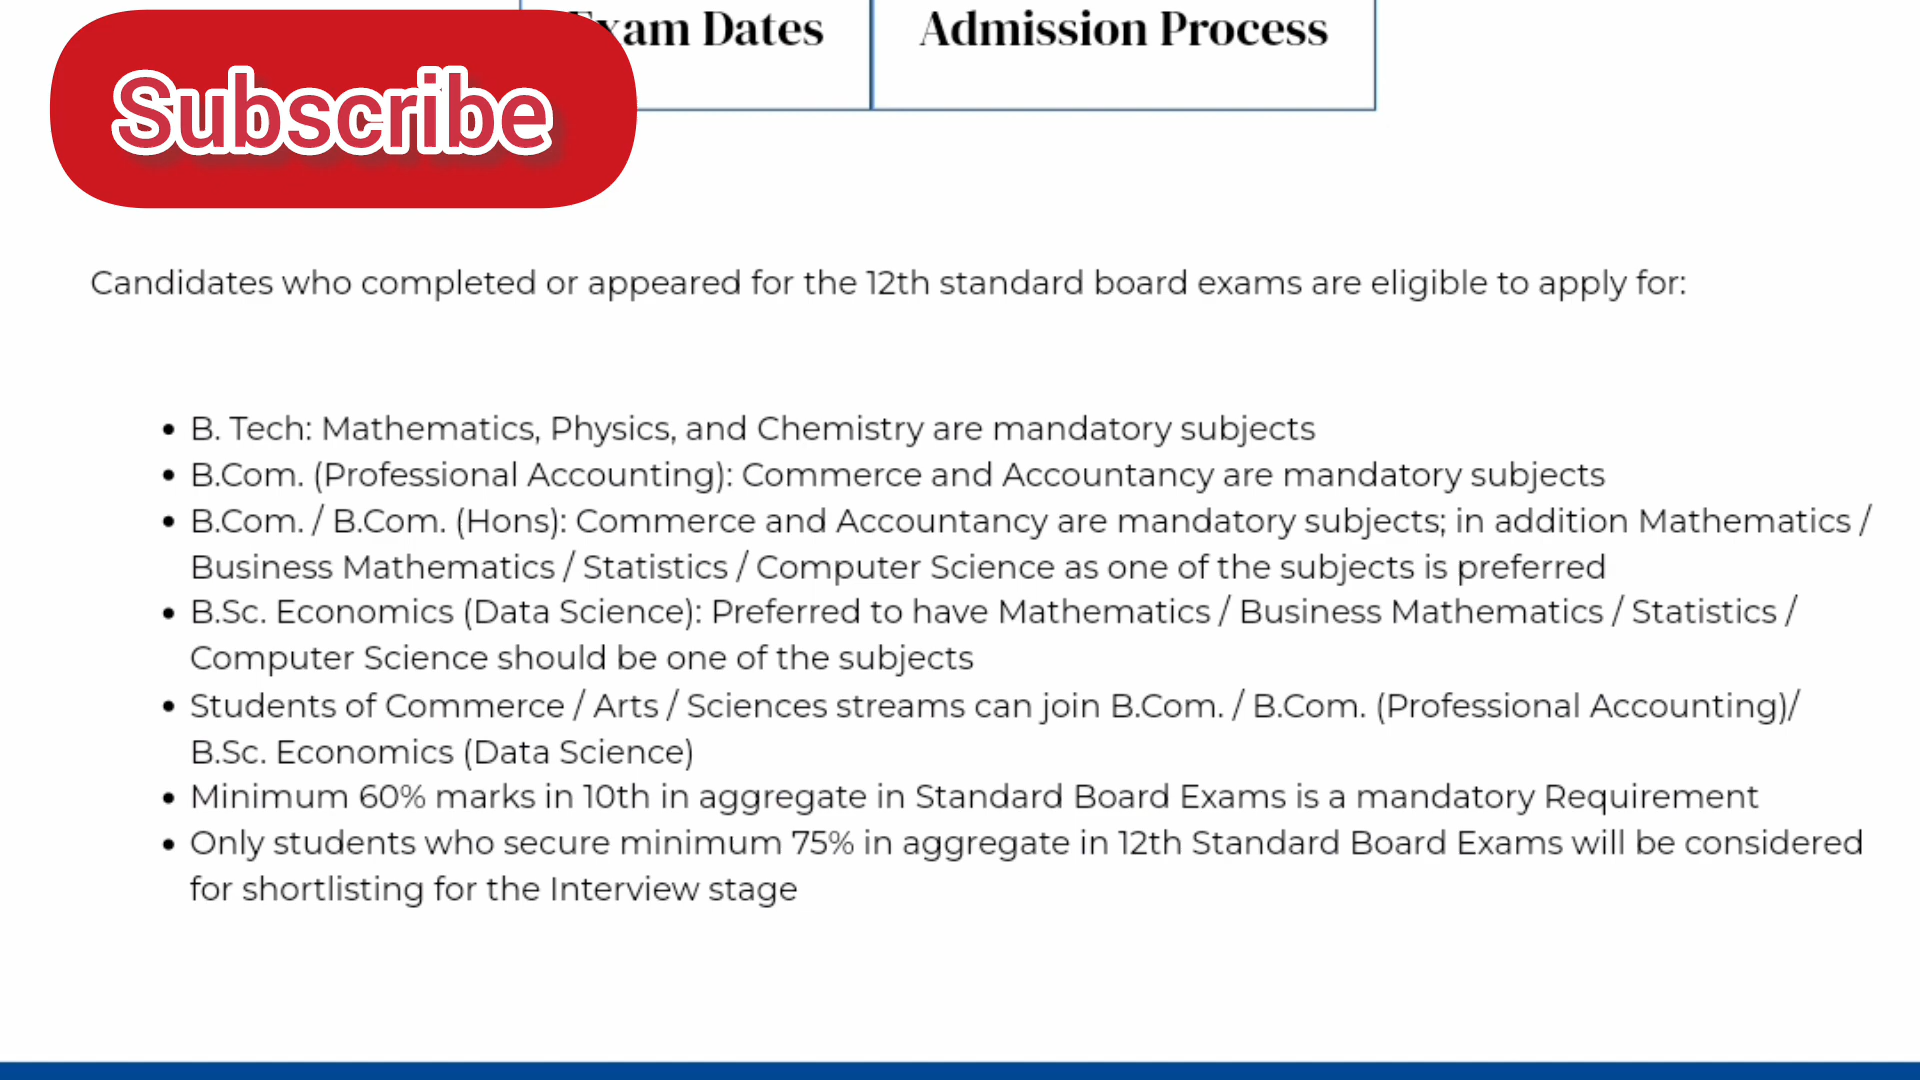 Subscribe
Exam Dates
Admission Process
Candidates who completed or appeared for the 12th standard board exams are eligible to apply for:
• B. Tech: Mathematics, Physics, and Chemistry are mandatory subjects
• B.Com. (Professional Accounting): Commerce and Accountancy are mandatory subjects
• B.Com. / B.Com. (Hons): Commerce and Accountancy are mandatory subjects; in addition Mathematics /
Business Mathematics / Statistics / Computer Science as one of the subjects is preferred
• B.Sc. Economics (Data Science): Preferred to have Mathematics / Business Mathematics / Statistics /
Computer Science should be one of the subjects
• Students of Commerce / Arts / Sciences streams can join B.Com. / B.Com. (Professional Accounting)/
B.Sc. Economics (Data Science)
• Minimum 60% marks in 10th in aggregate in Standard Board Exams is a mandatory Requirement
• Only students who secure minimum 75% in aggregate in 12th Standard Board Exams will be considered
for shortlisting for the Interview stage